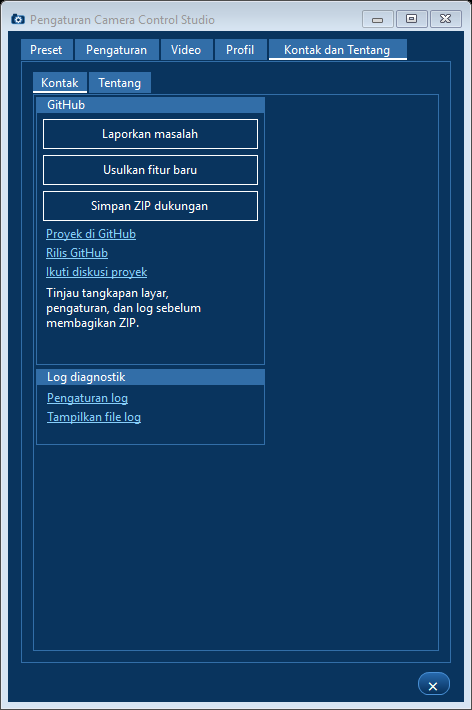 Pengaturan Camera Control Studio
Preset
Pengaturan
Video
Profil
Kontak dan Tentang
Kontak
Tentang
GitHub
Laporkan masalah
Usulkan fitur baru
Simpan ZIP dukungan
Proyek di GitHub
Rilis GitHub
Ikuti diskusi proyek
Tinjau tangkapan layar,
pengaturan, dan log sebelum
membagikan ZIP.
Log diagnostik
Pengaturan log
Tampilkan file log